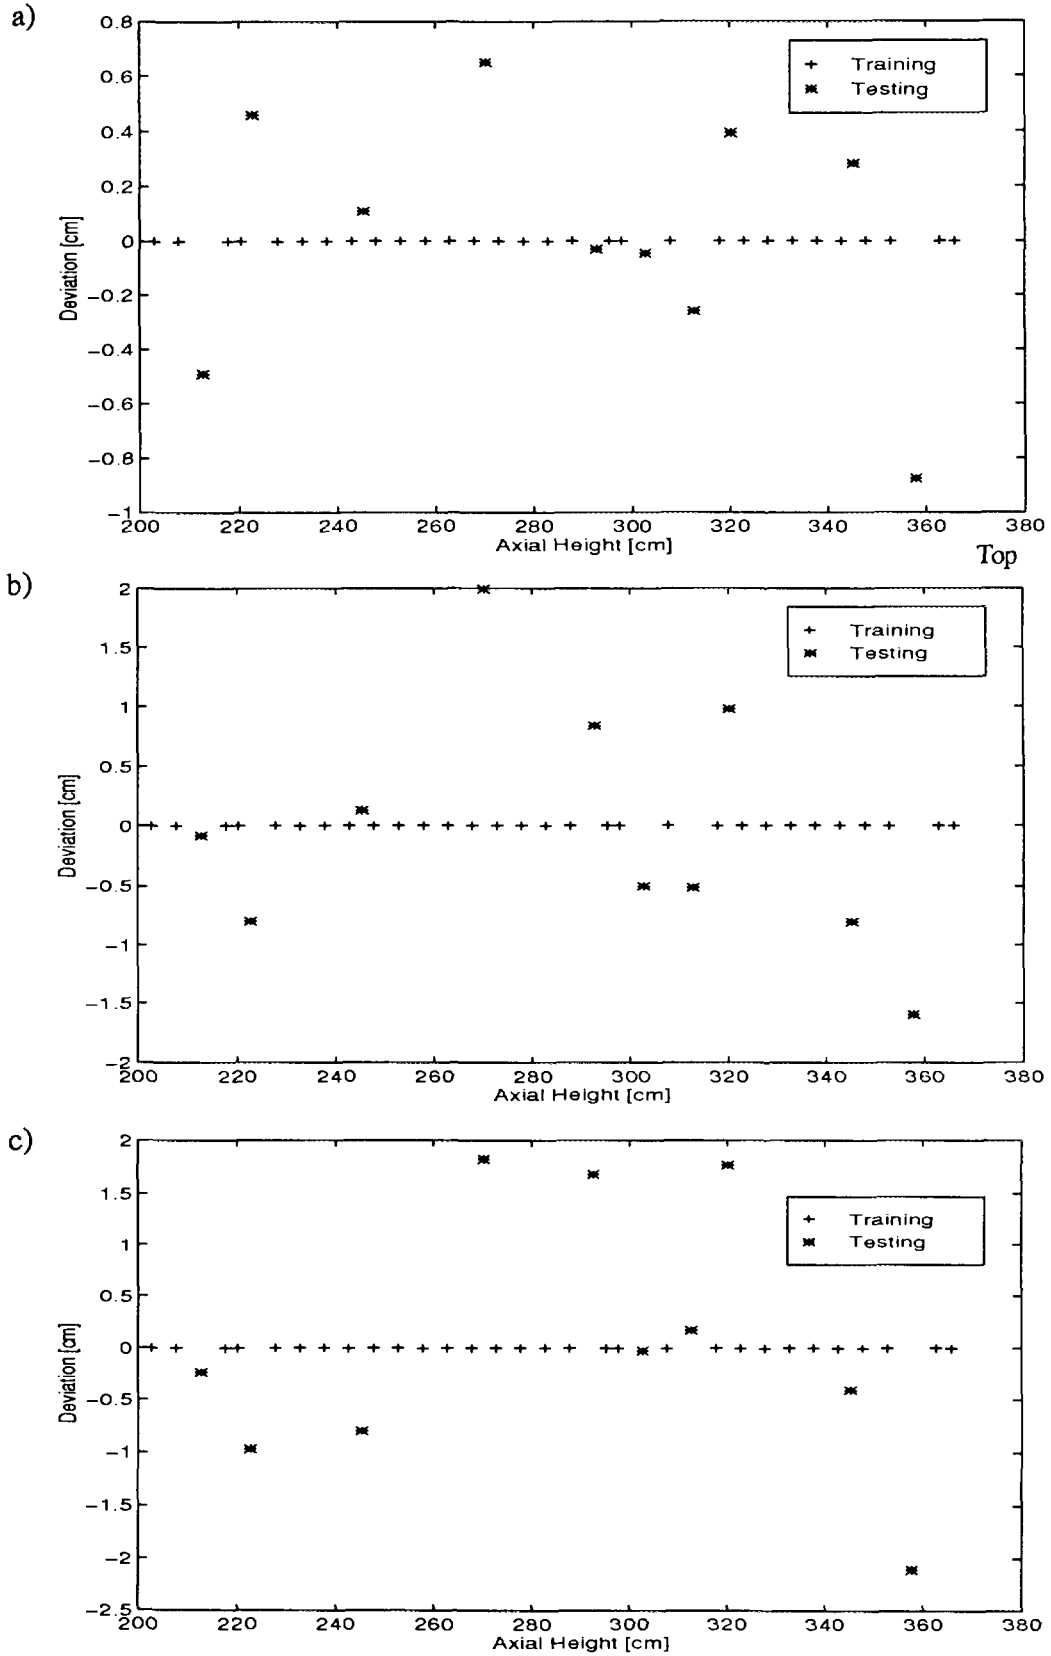 a)
0.8
0.6
0.4
0.2
0
−0.2
−0.4
−0.6
−0.8
−1
Deviation [cm]
+ Training
Testing
200 220 240 260 280 300 320 340 360 380
Axial Height [cm]
Top
b)
2
1.5
1
0.5
0
−0.5
−1
−1.5
−2
Deviation [cm]
+ Training
Testing
200 220 240 260 280 300 320 340 360 380
Axial Height [cm]
c)
2
1.5
1
0.5
0
−0.5
−1
−1.5
−2
−2.5
Deviation [cm]
+ Training
Testing
200 220 240 260 280 300 320 340 360 380
Axial Height [cm]